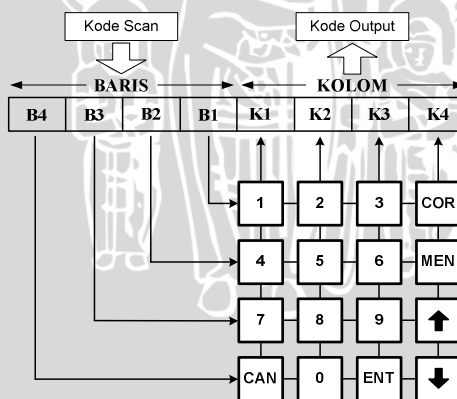 Kode Scan Kode Output
BARIS KOLOM
B4 B3 B2 B1 K1 K2 K3 K4
1 2 3 COR
4 5 6 MEN
7 8 9
CAN 0 ENT